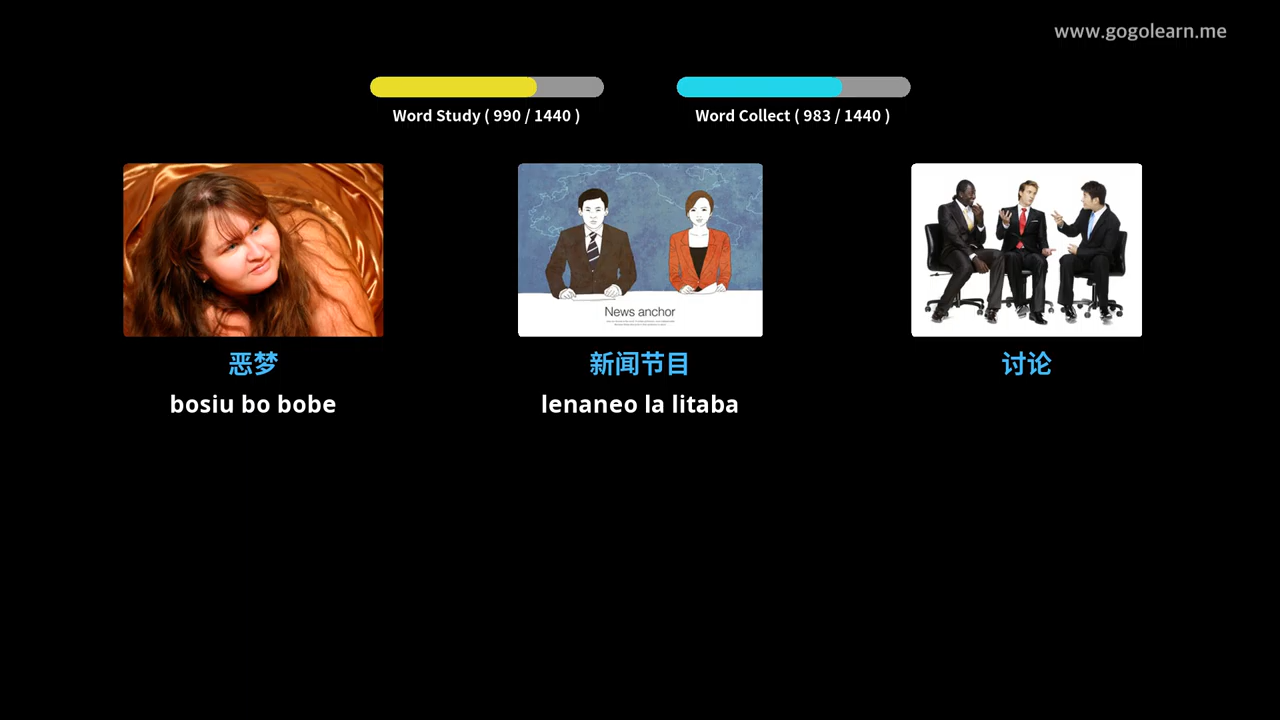 www.gogolearn.me
Word Study ( 990 / 1440 )
Word Collect ( 983 / 1440 )
News anchor
恶梦
新闻节目
讨论
bosiu bo bobe
lenaneo la litaba